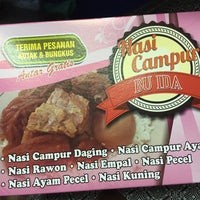 TERIMA PESANAN
KOTAK & BUNGKUS
Antar Gratis
Nasi
Campur
BU IDA
• Nasi Campur Daging • Nasi Campur Aya
• Nasi Rawon • Nasi Empal • Nasi Pecel
• Nasi Ayam Pecel • Nasi Kuning